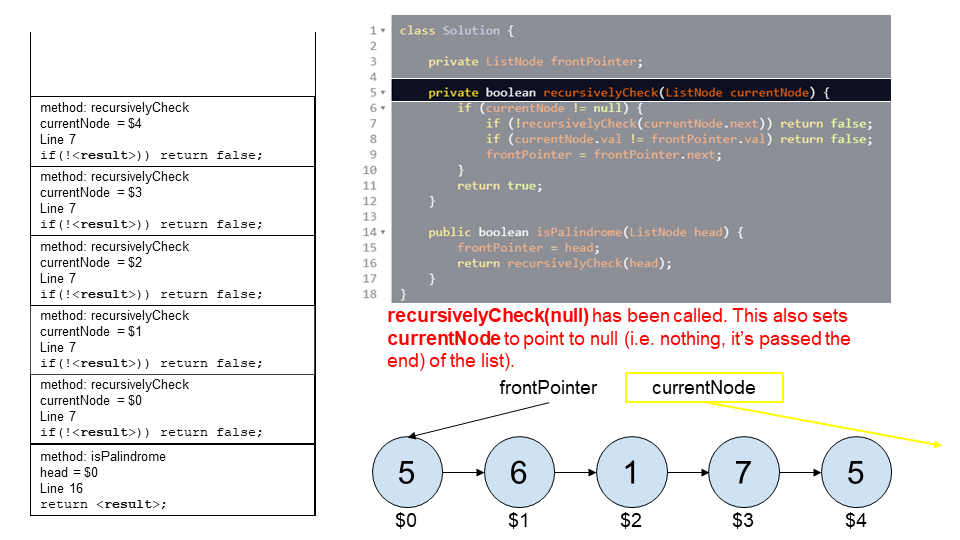 method: recursivelyCheck
currentNode = $4
Line 7
if(!<result>)) return false;
method: recursivelyCheck
currentNode = $3
Line 7
if(!<result>)) return false;
method: recursivelyCheck
currentNode = $2
Line 7
if(!<result>)) return false;
method: recursivelyCheck
currentNode = $1
Line 7
if(!<result>)) return false;
method: recursivelyCheck
currentNode = $0
Line 7
if(!<result>)) return false;
method: isPalindrome
head = $0
Line 16
return <result>;
1 class Solution {
2
3 private ListNode frontPointer;
4
5 private boolean recursivelyCheck(ListNode currentNode) {
6 if (currentNode != null) {
7 if (!recursivelyCheck(currentNode.next)) return false;
8 if (currentNode.val != frontPointer.val) return false;
9 frontPointer = frontPointer.next;
10 }
11 return true;
12 }
13
14 public boolean isPalindrome(ListNode head) {
15 frontPointer = head;
16 return recursivelyCheck(head);
17 }
18 }
recursivelyCheck(null) has been called. This also sets
currentNode to point to null (i.e. nothing, it's passed the
end) of the list).
frontPointer currentNode
5 6 1 7 5
$0 $1 $2 $3 $4